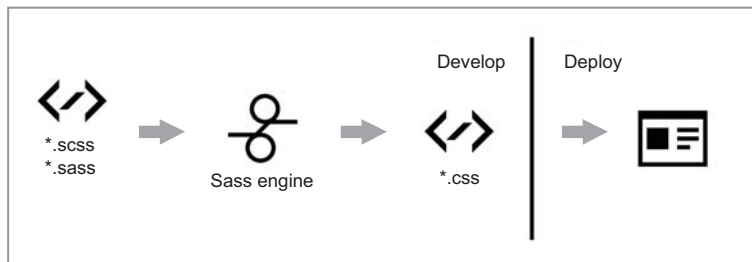 Develop
Deploy
*.scss
*.sass
Sass engine
*.css